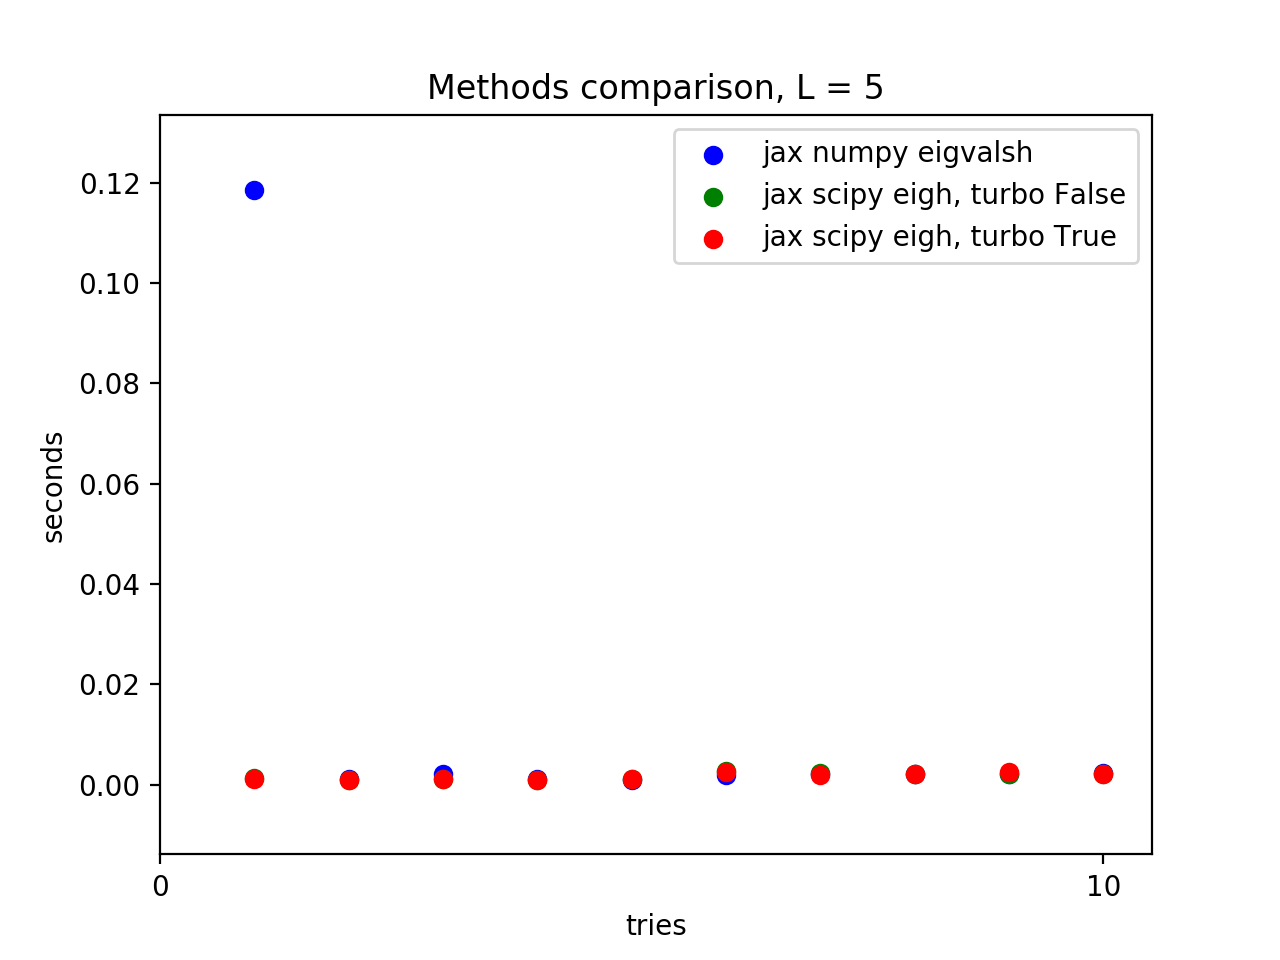 Methods comparison, L = 5
jax numpy eigvalsh
jax scipy eigh, turbo False
jax scipy eigh, turbo True
0.12
0.10
0.08
0.06
0.04
0.02
0.00
seconds
0
10
tries